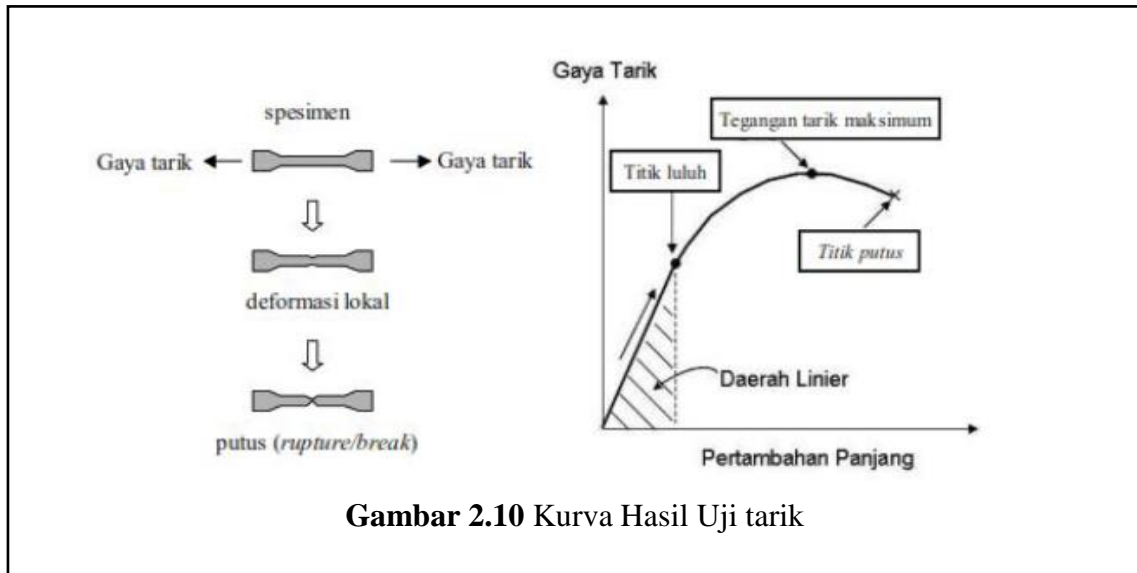 spesimen
Gaya tarik
Gaya tarik
deformasi lokal
putus (rupture/break)
Gaya Tarik
Tegangan tarik maksimum
Titik luluh
Titik putus
Daerah Linier
Pertambahan Panjang
Gambar 2.10 Kurva Hasil Uji tarik